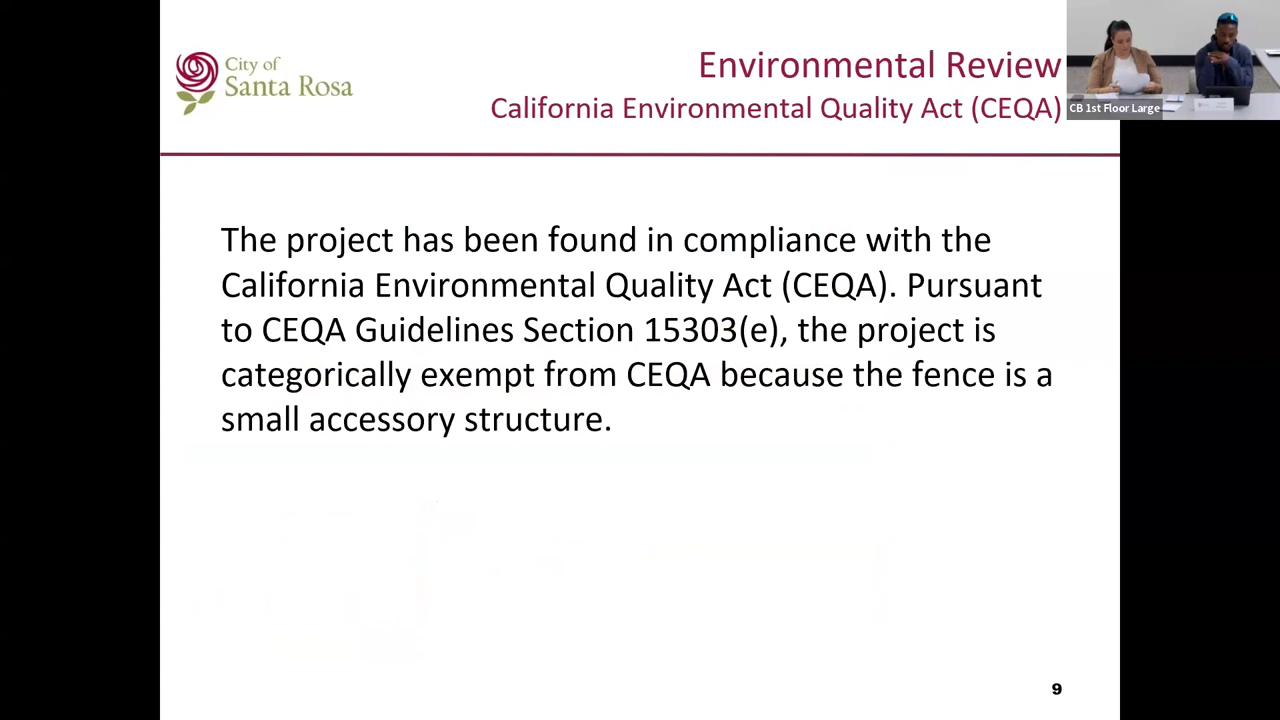 City of
Santa Rosa
Environmental Review
California Environmental Quality Act (CEQA)
CB 1st Floor Large
The project has been found in compliance with the
California Environmental Quality Act (CEQA). Pursuant
to CEQA Guidelines Section 15303(e), the project is
categorically exempt from CEQA because the fence is a
small accessory structure.
9